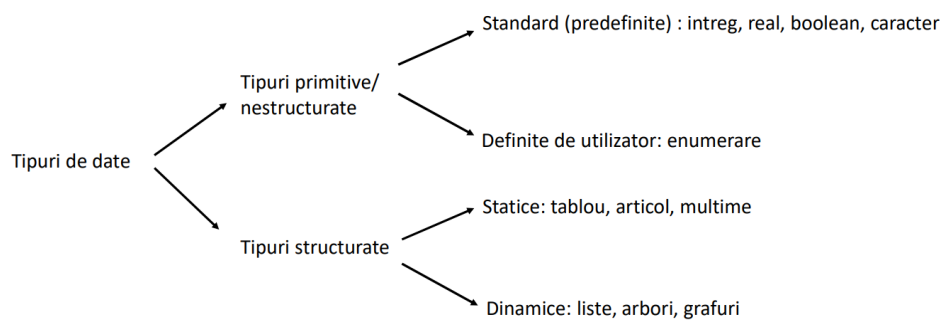 Standard (predefinite) : intreg, real, boolean, caracter
Tipuri primitive/
nestructurate
Definite de utilizator: enumerare
Tipuri de date
Statice: tablou, articol, multime
Tipuri structurate
Dinamice: liste, arbori, grafuri